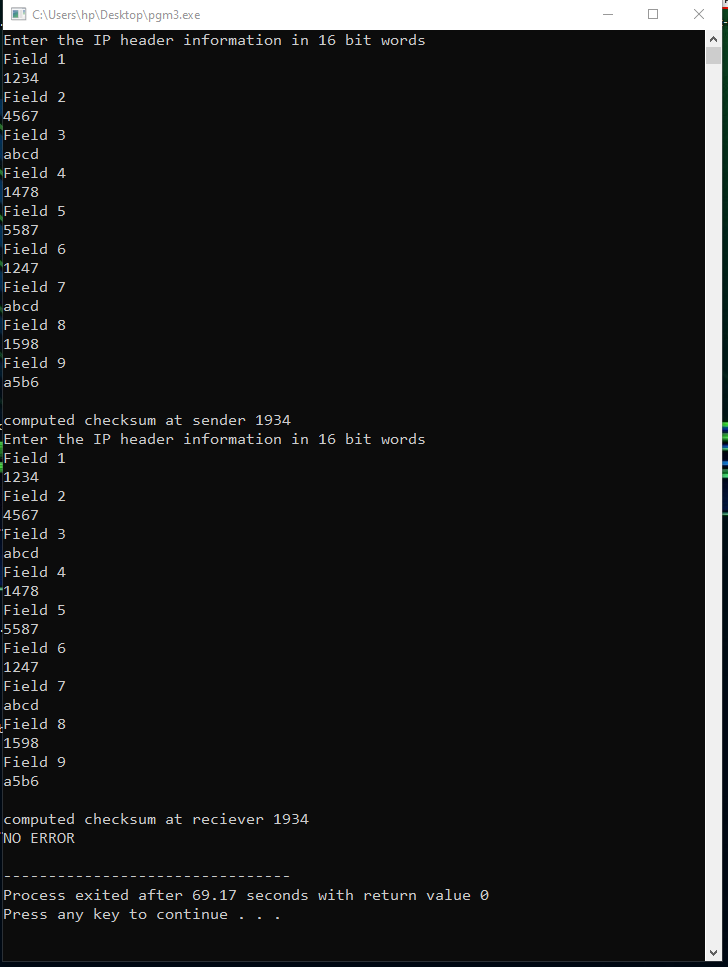 C:\Users\hp\Desktop\pgm3.exe
Enter the IP header information in 16 bit words
Field 1
1234
Field 2
4567
Field 3
abcd
Field 4
1478
Field 5
5587
Field 6
1247
Field 7
abcd
Field 8
1598
Field 9
a5b6
computed checksum at sender 1934
Enter the IP header information in 16 bit words
Field 1
1234
Field 2
4567
Field 3
abcd
Field 4
1478
Field 5
5587
Field 6
1247
Field 7
abcd
Field 8
1598
Field 9
a5b6
computed checksum at reciever 1934
NO ERROR
--------------------------------
Process exited after 69.17 seconds with return value 0
Press any key to continue . . .